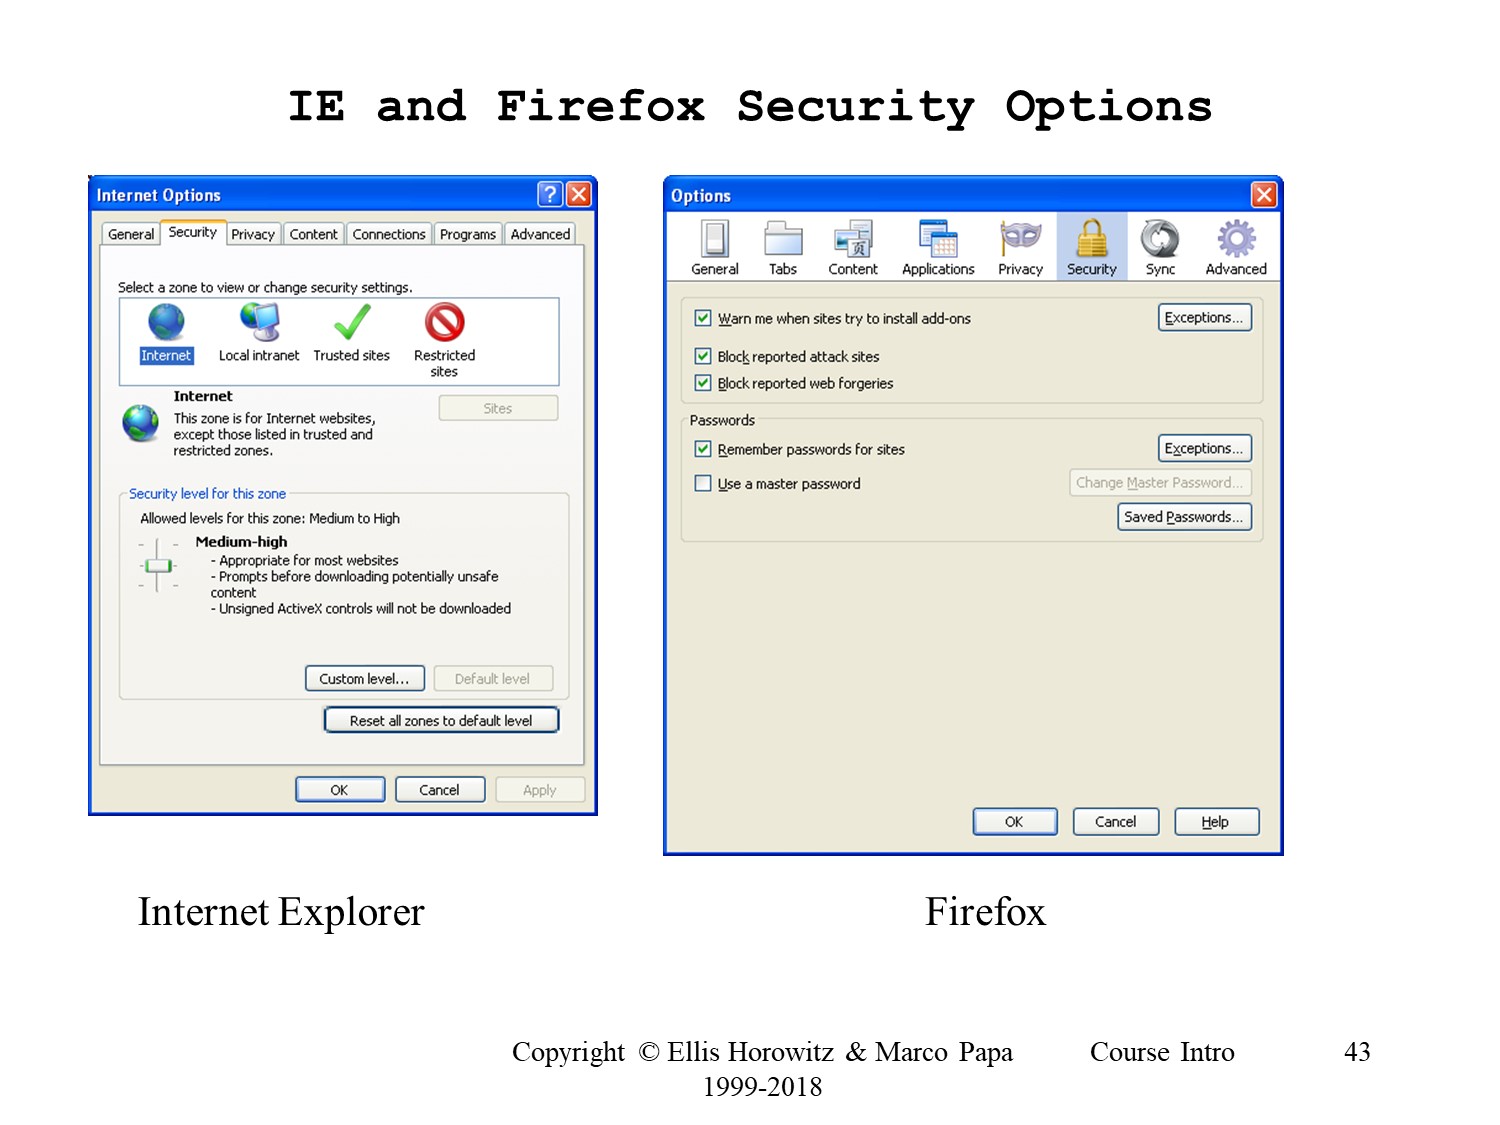 IE and Firefox Security Options
Internet Options
General Security Privacy Content Connections Programs Advanced
Select a zone to view or change security settings.
Internet Local intranet Trusted sites Restricted
sites
Internet
Sites
This zone is for Internet websites,
except those listed in trusted and
restricted zones.
Security level for this zone
Allowed levels for this zone: Medium to High
Medium-high
- Appropriate for most websites
- Prompts before downloading potentially unsafe
content
- Unsigned ActiveX controls will not be downloaded
Custom level... Default level
Reset all zones to default level
OK Cancel Apply
Options
General Tabs Content Applications Privacy Security Sync Advanced
Warn me when sites try to install add-ons Exceptions...
Block reported attack sites
Block reported web forgeries
Passwords
Remember passwords for sites Exceptions...
Use a master password Change Master Password...
Saved Passwords...
OK Cancel Help
Internet Explorer Firefox
Copyright © Ellis Horowitz & Marco Papa Course Intro 43
1999-2018